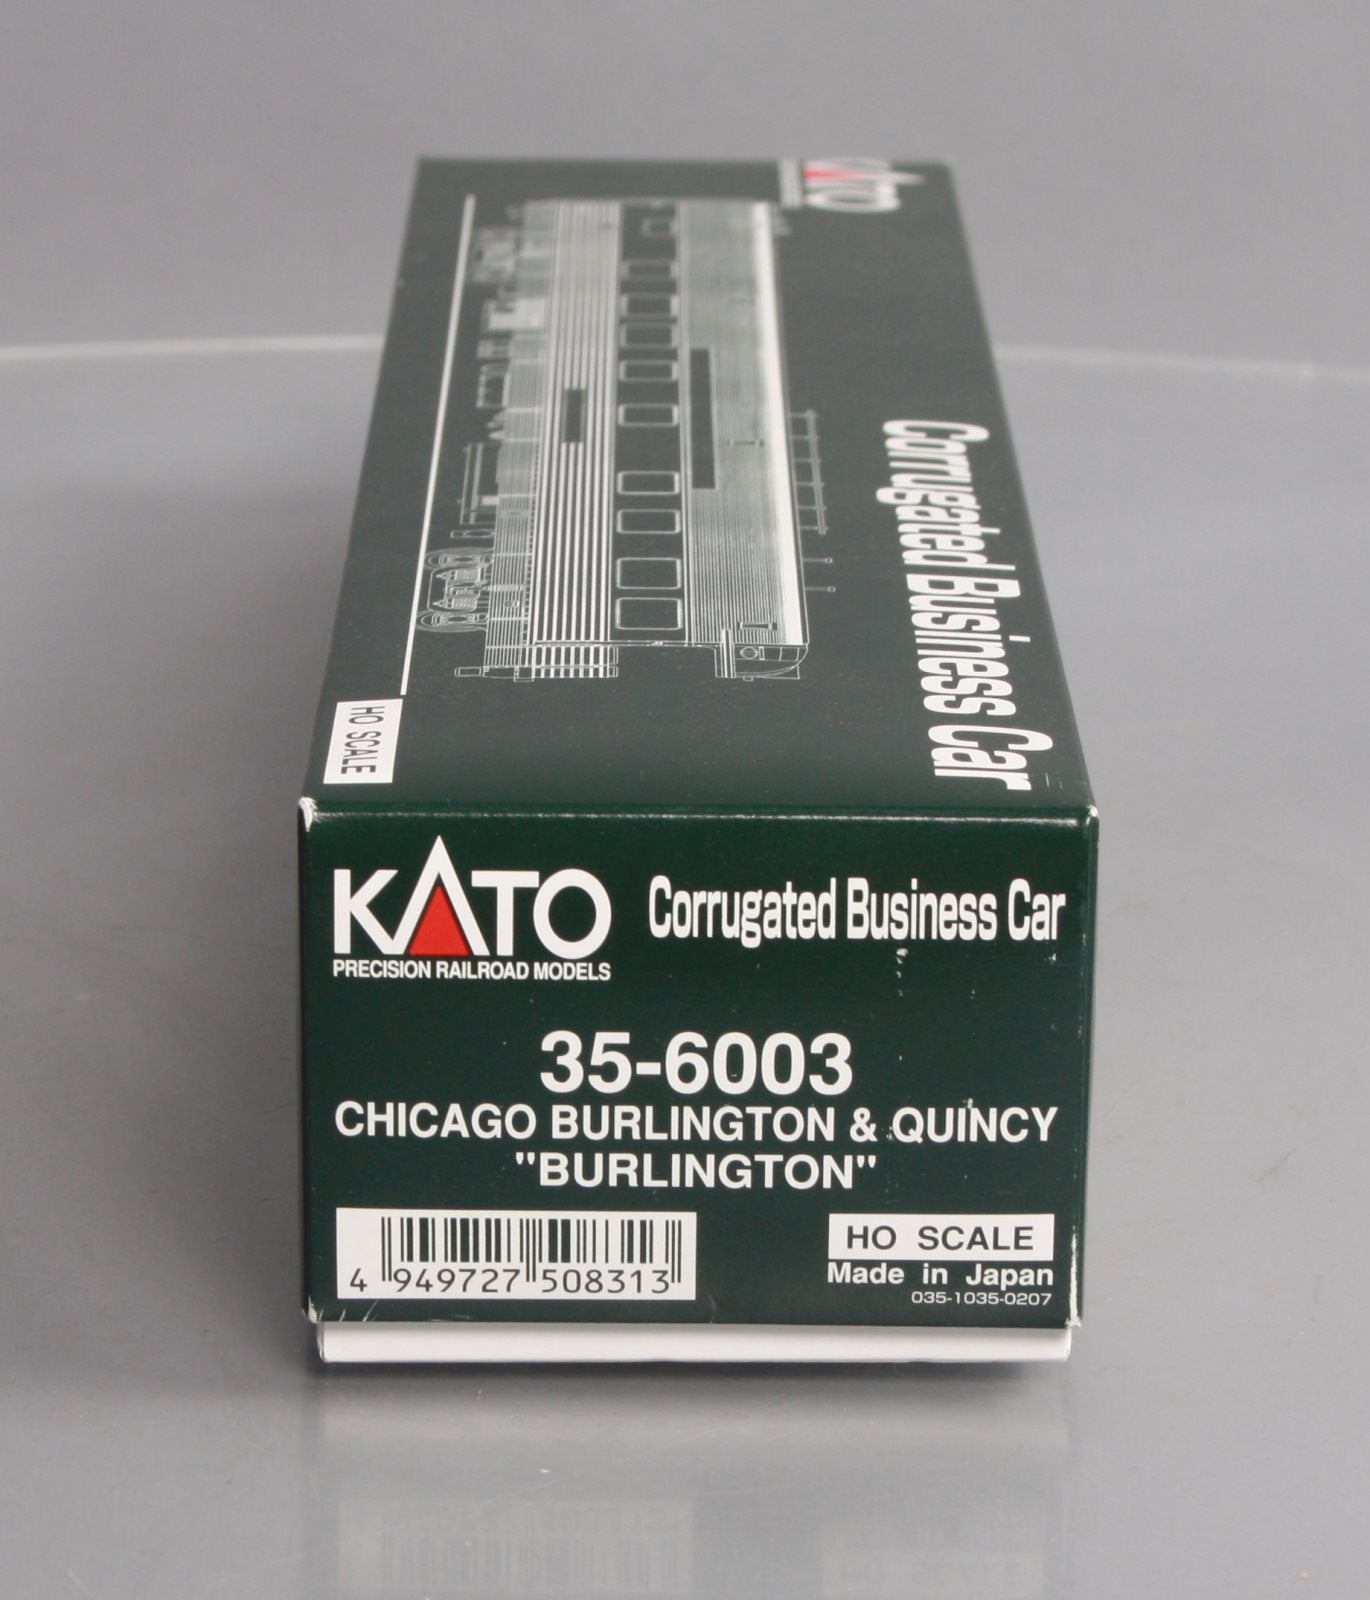 KATO
Corrugated Business Car
HO SCALE
KATO
PRECISION RAILROAD MODELS
Corrugated Business Car
35-6003
CHICAGO BURLINGTON & QUINCY
"BURLINGTON"
4 949727 508313
HO SCALE
Made in Japan
035-1035-0207